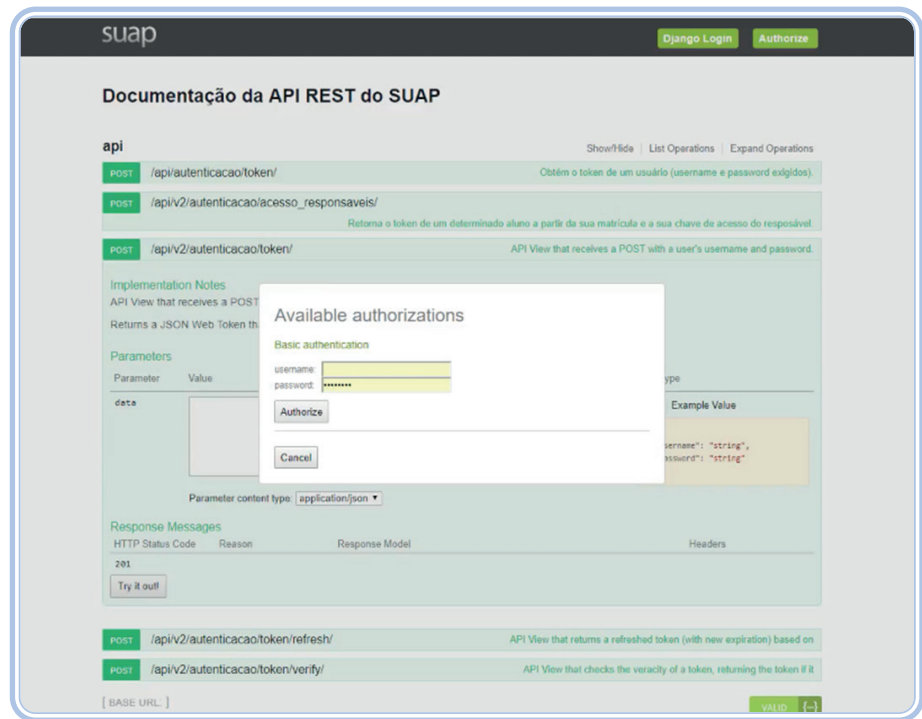 suap
Django Login Authorize
Documentação da API REST do SUAP
api Show/Hide List Operations Expand Operations
POST /api/autenticacao/token/ Obtém o token de um usuário (username e password exigidos).
POST /api/v2/autenticacao/acesso_responsaveis/
Retorna o token de um determinado aluno a partir da sua matrícula e a sua chave de acesso do resposável.
POST /api/v2/autenticacao/token/ API View that receives a POST with a user's username and password.
Implementation Notes
API View that receives a POST
Returns a JSON Web Token th
Available authorizations
Basic authentication
username:
password: ••••••••
Authorize
Cancel
Parameters
Parameter Value ype
data Example Value
sername": "string",
assword": "string"
Parameter content type: application/json
Response Messages
HTTP Status Code Reason Response Model Headers
201
Try it out!
POST /api/v2/autenticacao/token/refresh/ API View that returns a refreshed token (with new expiration) based on
POST /api/v2/autenticacao/token/verify/ API View that checks the veracity of a token, returning the token if it
[ BASE URL: ] VALID {--}